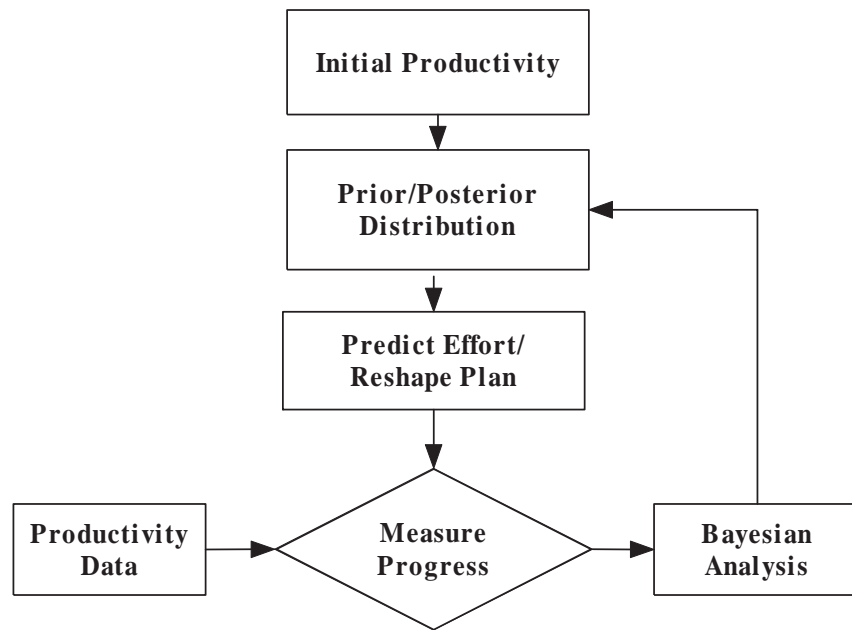 Initial Productivity
Prior/Posterior
Distribution
Predict Effort/
Reshape Plan
Productivity
Data
Measure
Progress
Bayesian
Analysis